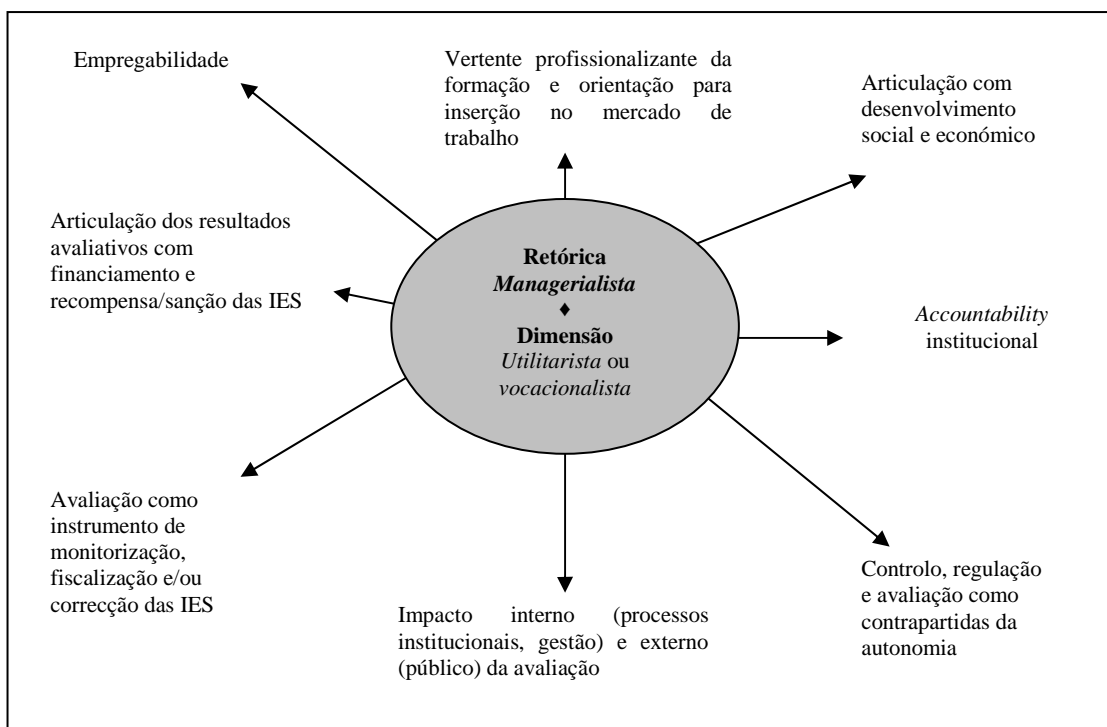 Empregabilidade
Vertente profissionalizante da
formação e orientação para
inserção no mercado de
trabalho
Articulação com
desenvolvimento
social e económico
Articulação dos resultados
avaliativos com
financiamento e
recompensa/sanção das IES
Retórica
Managerialista
♦
Dimensão
Utilitarista ou
vocacionalista
Accountability
institucional
Avaliação como
instrumento de
monitorização,
fiscalização e/ou
correcção das IES
Impacto interno (processos
institucionais, gestão) e externo
(público) da avaliação
Controlo, regulação
e avaliação como
contrapartidas da
autonomia